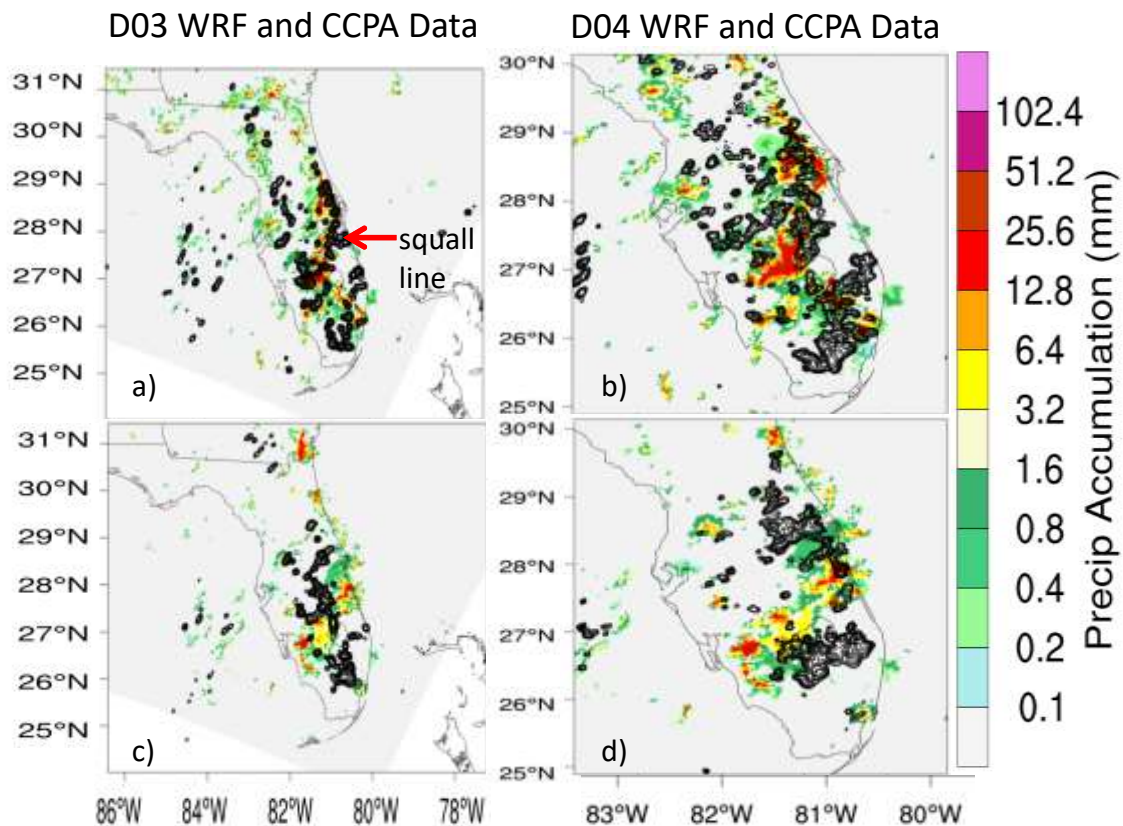 D03 WRF and CCPA Data
D04 WRF and CCPA Data
31°N
30°N
29°N
28°N
27°N
26°N
25°N
squall
line
a)
30°N
29°N
28°N
27°N
26°N
25°N
b)
31°N
30°N
29°N
28°N
27°N
26°N
25°N
c)
86°W
84°W
82°W
80°W
78°W
30°N
29°N
28°N
27°N
26°N
25°N
d)
83°W
82°W
81°W
80°W
102.4
51.2
25.6
12.8
6.4
3.2
1.6
0.8
0.4
0.2
0.1
Precip Accumulation (mm)